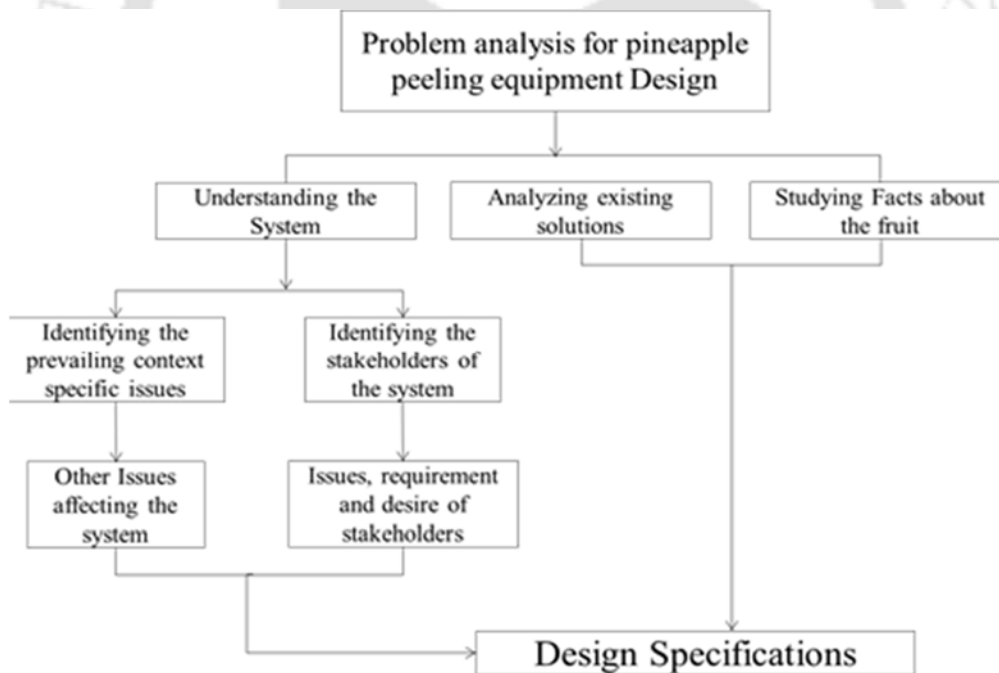 Problem analysis for pineapple
peeling equipment Design
Understanding the
System
Analyzing existing
solutions
Studying Facts about
the fruit
Identifying the
prevailing context
specific issues
Identifying the
stakeholders of
the system
Other Issues
affecting the
system
Issues, requirement
and desire of
stakeholders
Design Specifications